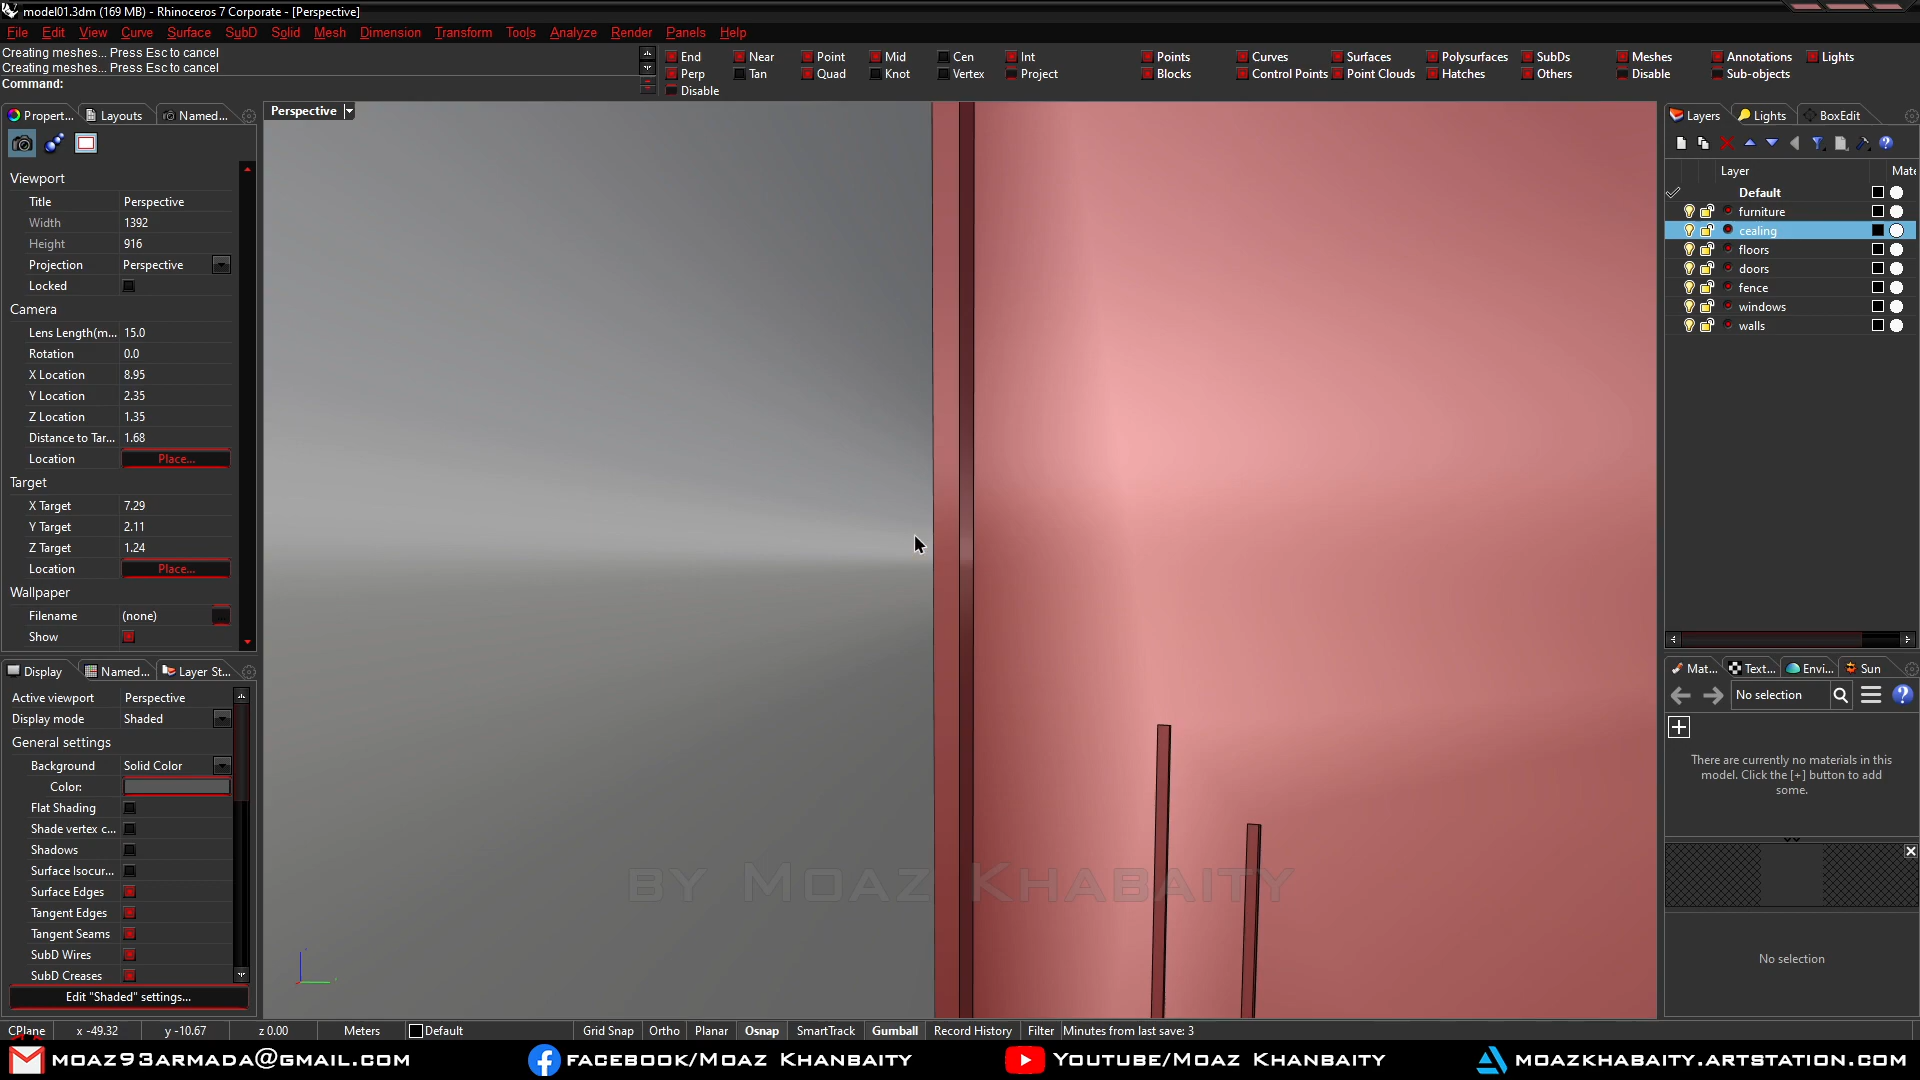 model01.3dm (169 MB) - Rhinoceros 7 Corporate - [Perspective]
File Edit View Curve Surface SubD Solid Mesh Dimension Transform Tools Analyze Render Panels Help
Creating meshes... Press Esc to cancel
Creating meshes... Press Esc to cancel
Command:
End Near Point Mid Cen Int
Perp Tan Quad Knot Vertex Project
Disable
Points Curves Surfaces Polysurfaces SubDs Meshes Annotations Lights
Blocks Control Points Point Clouds Hatches Others Disable Sub-objects
Propert... Layouts Named...
Viewport
Title Perspective
Width 1392
Height 916
Projection Perspective
Locked
Camera
Lens Length(m... 15.0
Rotation 0.0
X Location 8.95
Y Location 2.35
Z Location 1.35
Distance to Tar... 1.68
Location Place...
Target
X Target 7.29
Y Target 2.11
Z Target 1.24
Location Place...
Wallpaper
Filename (none)
Show
Display Named... Layer St...
Active viewport Perspective
Display mode Shaded
General settings
Background Solid Color
Color:
Flat Shading
Shade vertex c...
Shadows
Surface Isocur...
Surface Edges
Tangent Edges
Tangent Seams
SubD Wires
SubD Creases
Edit "Shaded" settings...
Perspective
by Moaz Khabaity
Layers Lights BoxEdit
Layer Mate
Default
furniture
cealing
floors
doors
fence
windows
walls
Mat... Text... Envi... Sun
No selection
There are currently no materials in this
model. Click the [+] button to add
some.
No selection
CPlane x -49.32 y -10.67 z 0.00 Meters Default Grid Snap Ortho Planar Osnap SmartTrack Gumball Record History Filter Minutes from last save: 3
moaz93armada@gmail.com facebook/Moaz Khanbaity Youtube/Moaz Khanbaity moazkhabaity.artstation.com